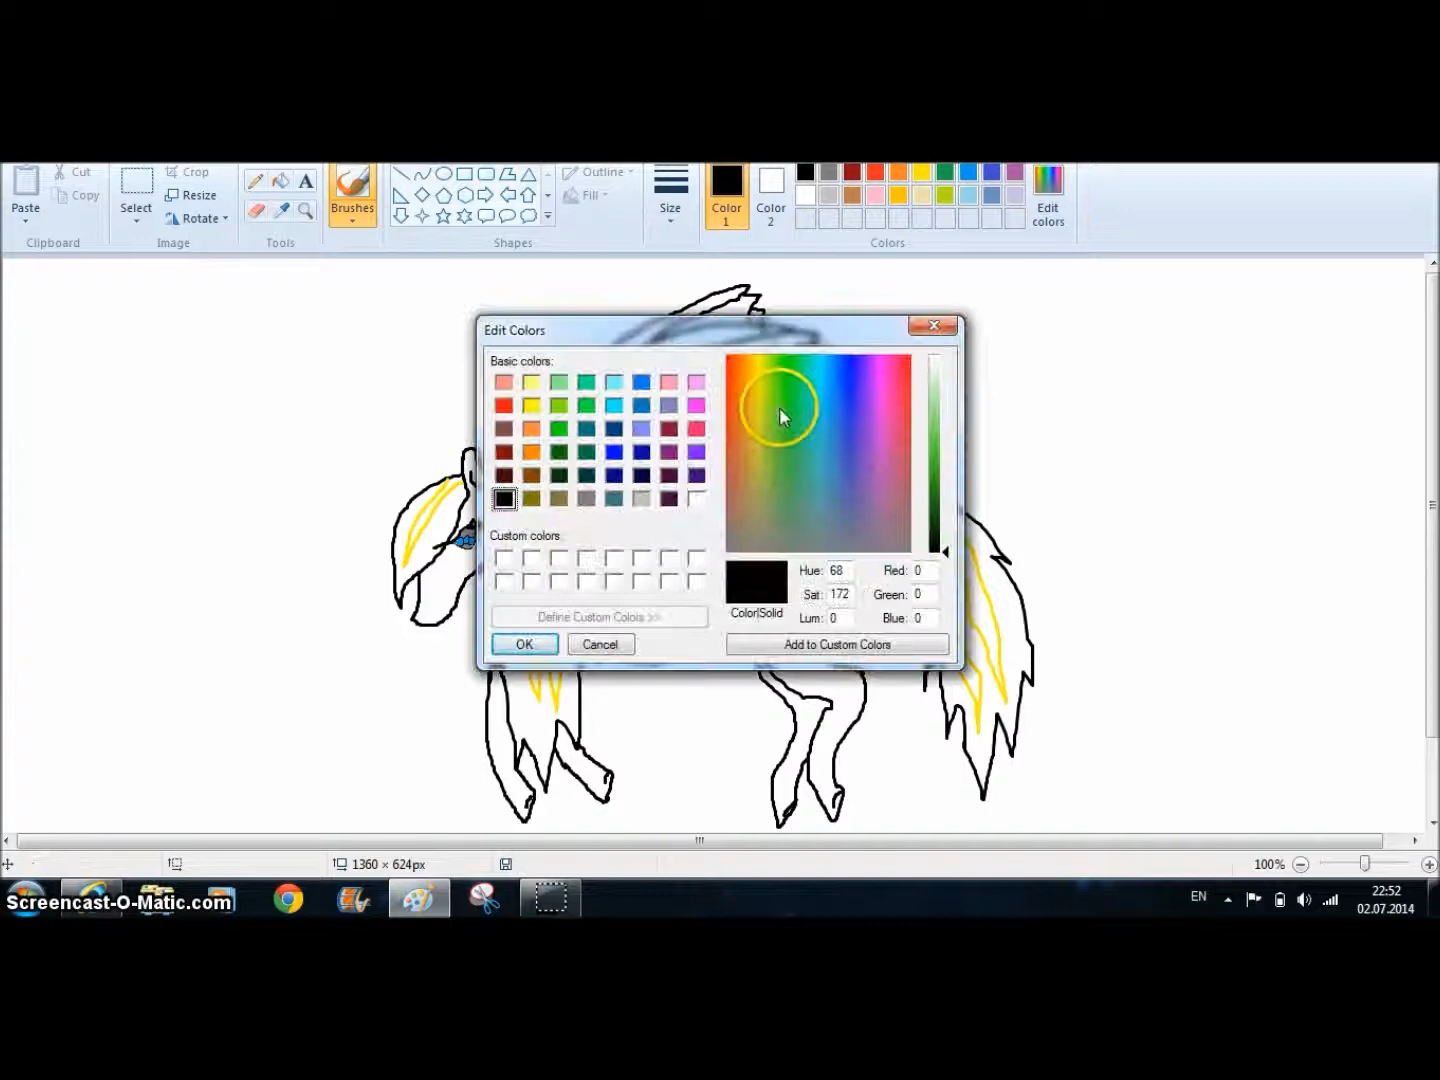 Cut
Crop
Outline
Copy
Resize
A
Fill
Paste
Select
Rotate
Brushes
Size
Color 1
Color 2
Edit colors
Clipboard
Image
Tools
Shapes
Colors
Edit Colors
Basic colors:
Custom colors:
Define Custom Colors >>
OK
Cancel
Hue: 68
Red: 0
Sat: 172
Green: 0
Lum: 0
Blue: 0
Color|Solid
Add to Custom Colors
1360 × 624px
100%
Screencast-O-Matic.com
EN
22:52
02.07.2014